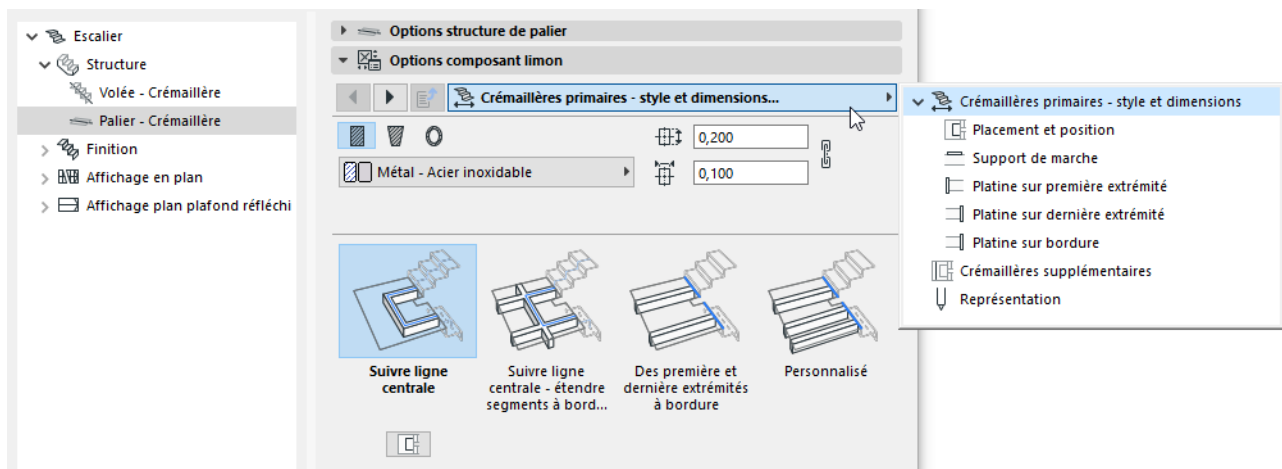 Escalier
Structure
Volée - Crémaillère
Palier - Crémaillère
Finition
Affichage en plan
Affichage plan plafond réfléchi
Options structure de palier
Options composant limon
Crémaillères primaires - style et dimensions...
0,200
Métal - Acier inoxidable
0,100
Suivre ligne
centrale
Suivre ligne
centrale - étendre
segments à bord...
Des première et
dernière extrémités
à bordure
Personnalisé
Crémaillères primaires - style et dimensions
Placement et position
Support de marche
Platine sur première extrémité
Platine sur dernière extrémité
Platine sur bordure
Crémaillères supplémentaires
Représentation